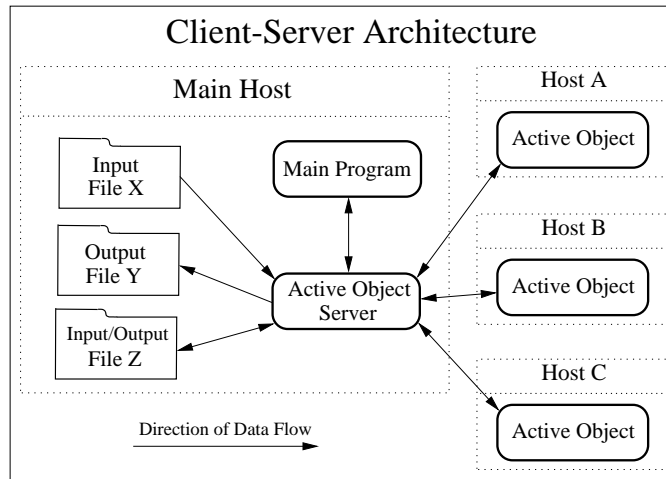 Client-Server Architecture
Main Host
Input
File X
Output
File Y
Input/Output
File Z
Main Program
Active Object
Server
Host A
Active Object
Host B
Active Object
Host C
Active Object
Direction of Data Flow